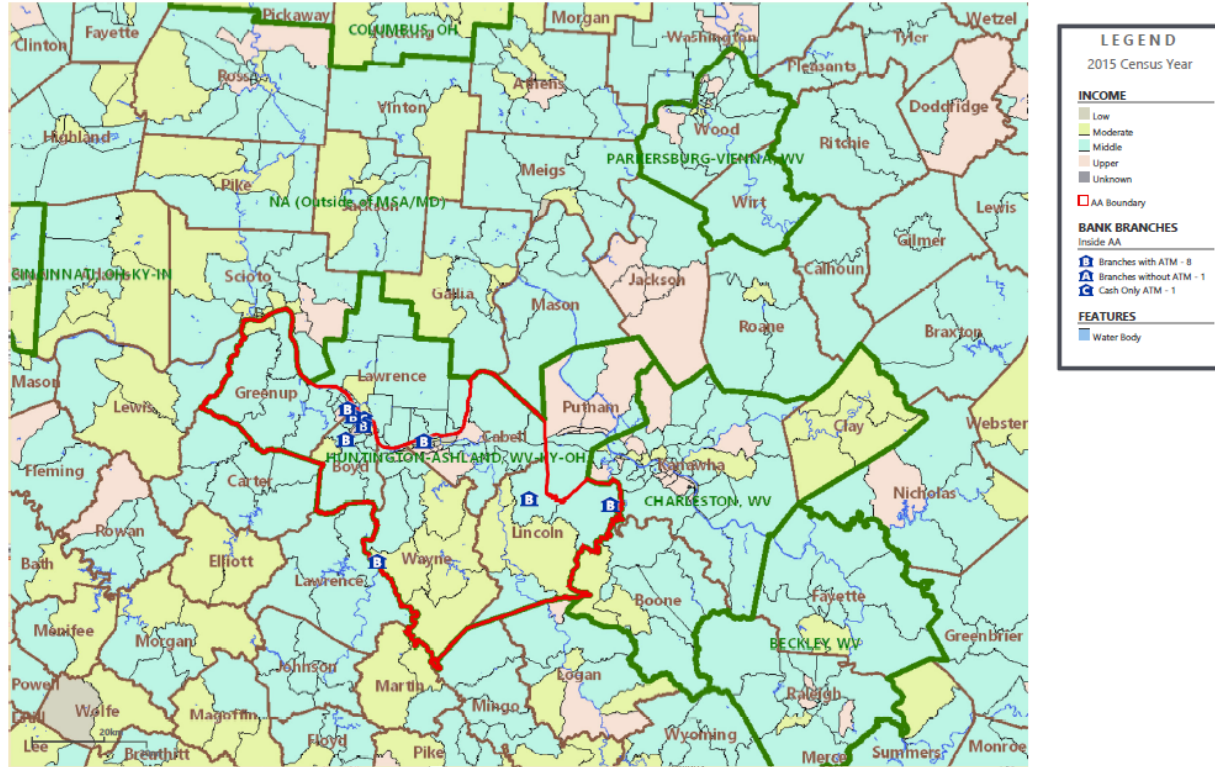 Pickaway
Morgan
Wetzel
Fayette
COLUMBUS, OH
Washington
Tyler
Clinton
Pleasants
Ross
Athens
Vinton
Doddridge
Wood
Highland
Ritchie
PARKERSBURG-VIENNA, WV
Meigs
Pike
NA (Outside of MSA/MD)
Jackson
Wirt
Lewis
Gilmer
CINCINNATI, OH-KY-IN
Scioto
Calhoun
Jackson
Gallia
Mason
Roane
Braxton
Mason
Lawrence
Greenup
Lewis
Putnam
Clay
Webster
Cabell
HUNTINGTON-ASHLAND, WV-KY-OH
Boyd
Kanawha
Fleming
Carter
CHARLESTON, WV
Nicholas
Rowan
Lincoln
Elliott
Wayne
Bath
Lawrence
Boone
Fayette
Menifee
Morgan
Greenbrier
BECKLEY, WV
Johnson
Logan
Powell
Martin
Raleigh
Wolfe
Magoffin
Mingo
20km
Floyd
Wyoming
Lee
Breathitt
Pike
Mercer
Summers
Monroe
B
B
C
B
B
B
B
B
B
LEGEND
2015 Census Year
INCOME
Low
Moderate
Middle
Upper
Unknown
AA Boundary
BANK BRANCHES
Inside AA
B Branches with ATM - 8
A Branches without ATM - 1
C Cash Only ATM - 1
FEATURES
Water Body